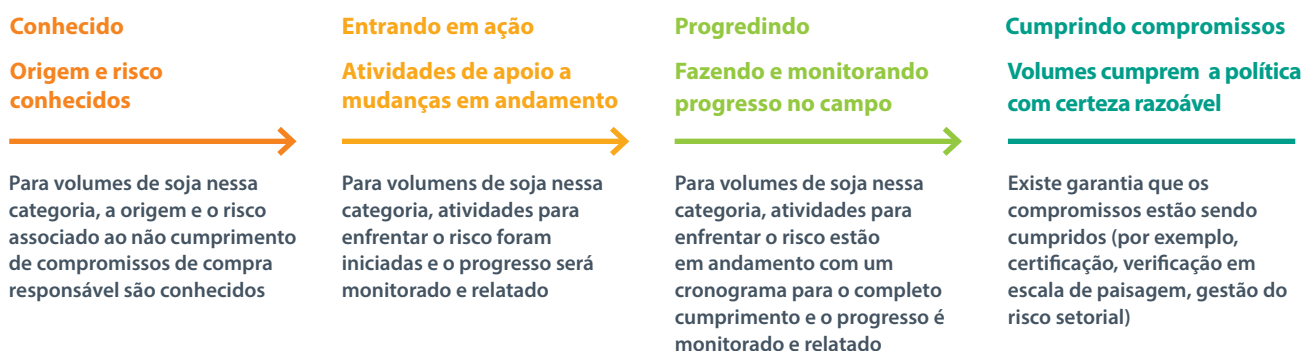 Conhecido
Origem e risco
conhecidos
Para volumes de soja nessa
categoria, a origem e o risco
associado ao não cumprimento
de compromissos de compra
responsável são conhecidos
Entrando em ação
Atividades de apoio a
mudanças em andamento
Para volumens de soja nessa
categoria, atividades para
enfrentar o risco foram
iniciadas e o progresso será
monitorado e relatado
Progredindo
Fazendo e monitorando
progresso no campo
Para volumes de soja nessa
categoria, atividades para
enfrentar o risco estão
em andamento com um
cronograma para o completo
cumprimento e o progresso é
monitorado e relatado
Cumprindo compromissos
Volumes cumprem a política
com certeza razoável
Existe garantia que os
compromissos estão sendo
cumpridos (por exemplo,
certificação, verificação em
escala de paisagem, gestão do
risco setorial)